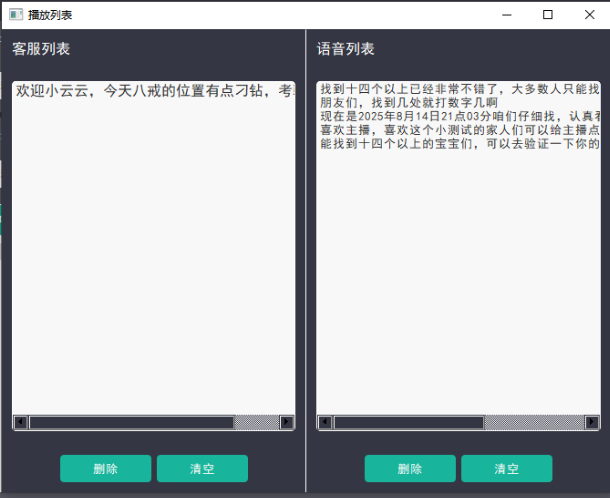 播放列表
客服列表
语音列表
欢迎小云云，今天八戒的位置有点刁钻，考
找到十四个以上已经非常不错了，大多数人只能找
朋友们，找到几处就打数字几啊
现在是2025年8月14日21点03分咱们仔细找，认真看
喜欢主播，喜欢这个小测试的家人们可以给主播点
能找到十四个以上的宝宝们，可以去验证一下你的
删除
清空
删除
清空